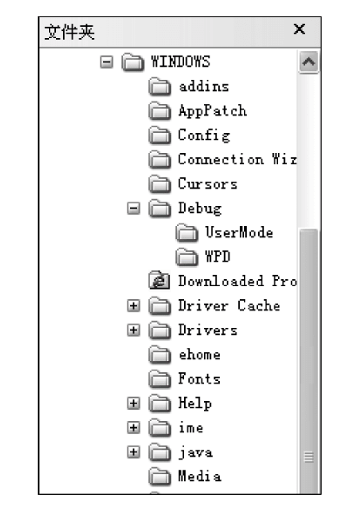 文件夹
WINDOWS
addins
AppPatch
Config
Connection Wiz
Cursors
Debug
UserMode
WPD
Downloaded Pro
Driver Cache
Drivers
ehome
Fonts
Help
ime
java
Media